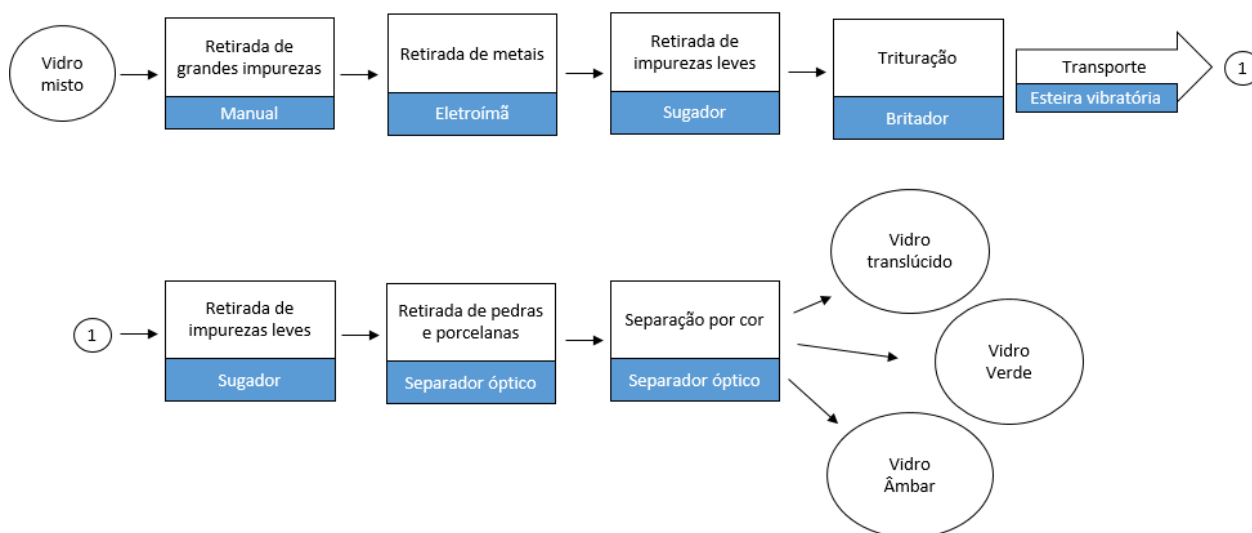 Vidro
misto
Retirada de
grandes impurezas
Manual
Retirada de metais
Eletroímã
Retirada de
impurezas leves
Sugador
Trituração
Britador
Transporte
Esteira vibratória
1
1
Retirada de
impurezas leves
Sugador
Retirada de pedras
e porcelanas
Separador óptico
Separação por cor
Separador óptico
Vidro
translúcido
Vidro
Verde
Vidro
Âmbar